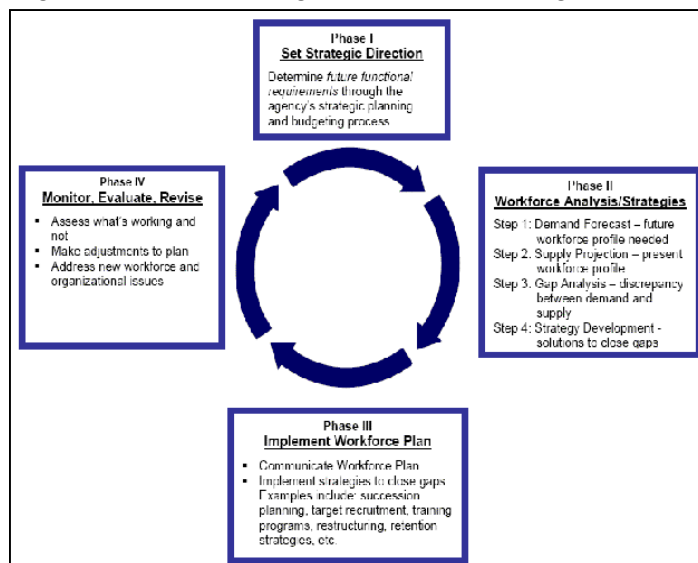 Phase I
Set Strategic Direction
Determine future functional
requirements through the
agency's strategic planning
and budgeting process
Phase IV
Monitor, Evaluate, Revise
▪ Assess what's working and
not
▪ Make adjustments to plan
▪ Address new workforce and
organizational issues
Phase II
Workforce Analysis/Strategies
Step 1: Demand Forecast – future
workforce profile needed
Step 2. Supply Projection – present
workforce profile
Step 3. Gap Analysis – discrepancy
between demand and
supply
Step 4: Strategy Development -
solutions to close gaps
Phase III
Implement Workforce Plan
▪ Communicate Workforce Plan
▪ Implement strategies to close gaps
Examples include: succession
planning, target recruitment, training
programs, restructuring, retention
strategies, etc.